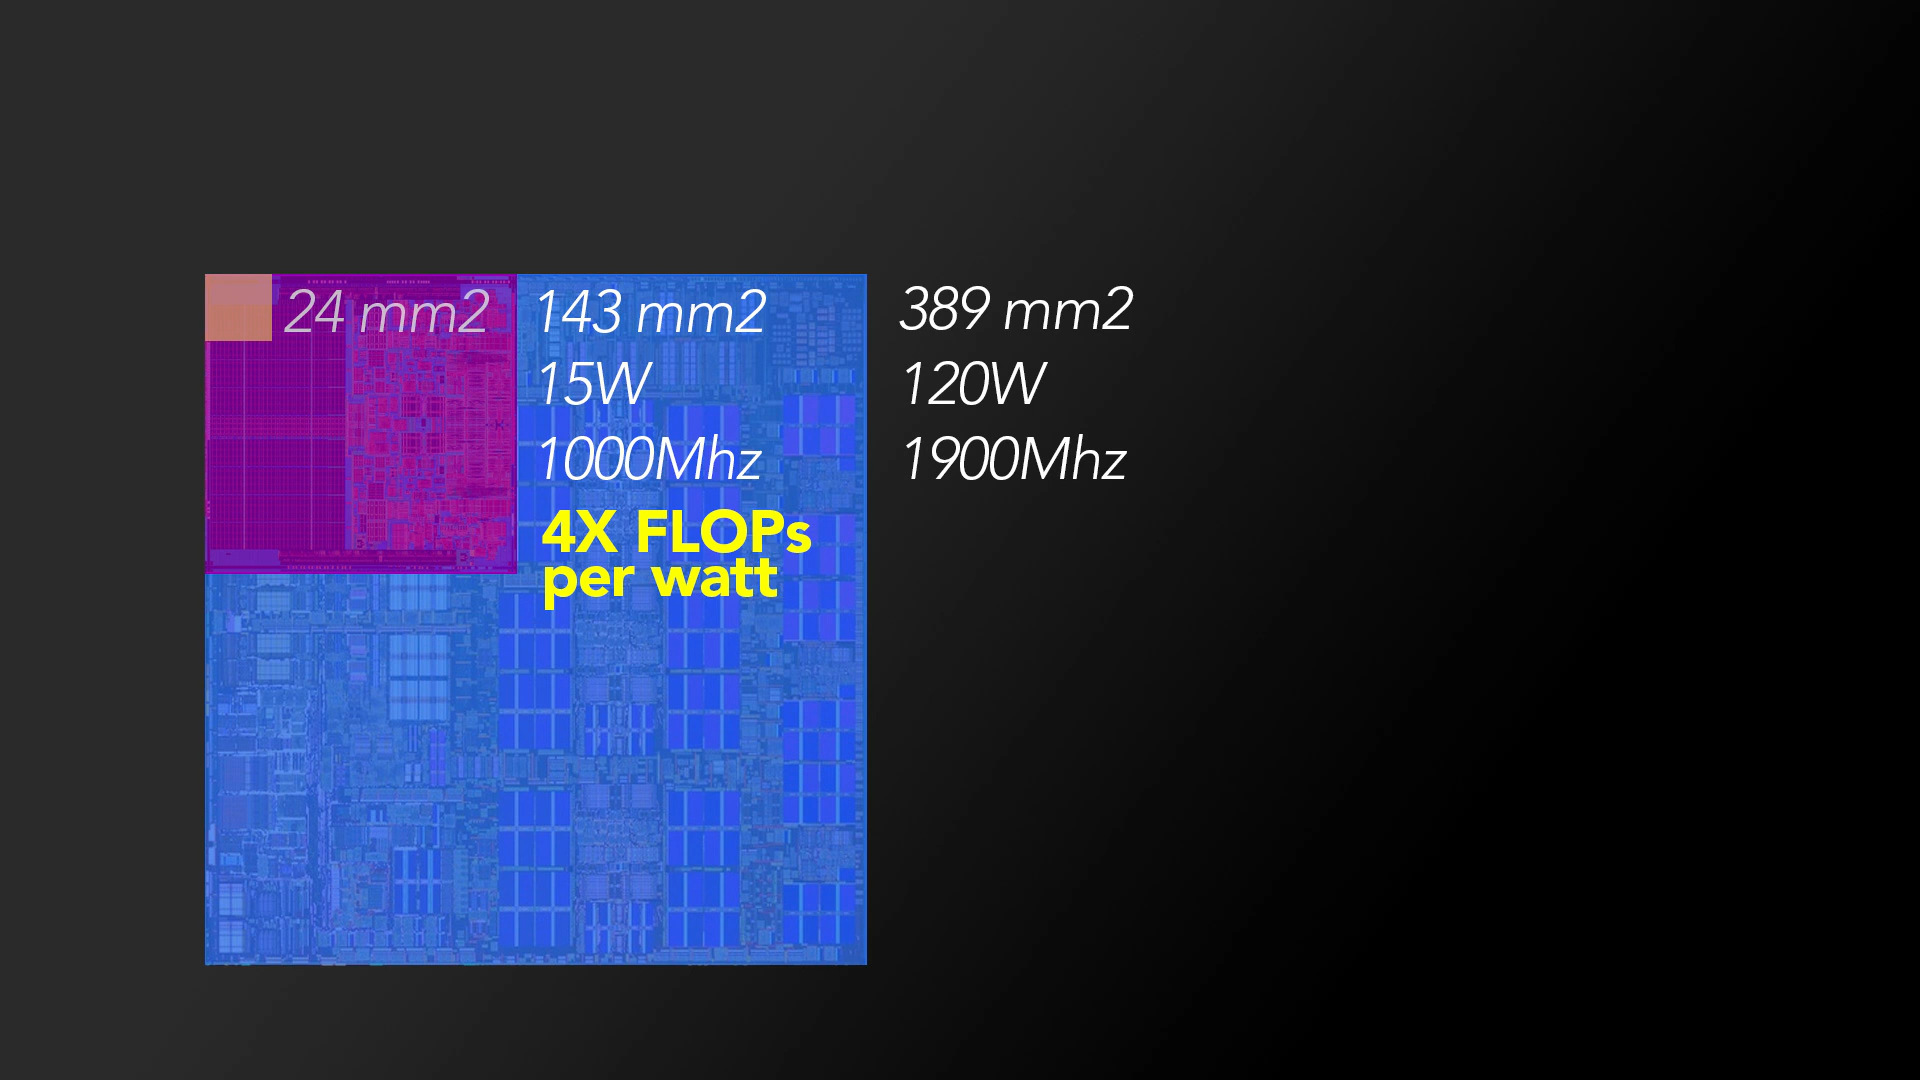 24 mm2
143 mm2
15W
1000Mhz
4X FLOPs
per watt
389 mm2
120W
1900Mhz